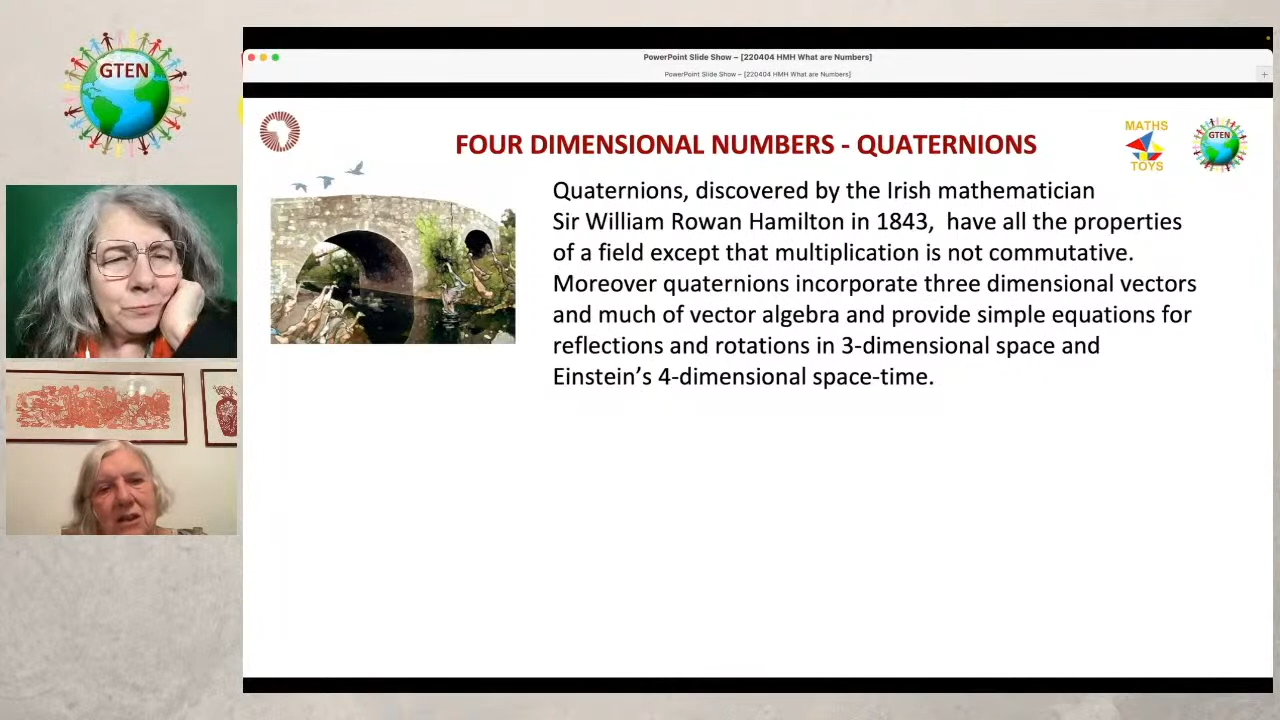 GTEN
PowerPoint Slide Show – [220404 HMH What are Numbers]
PowerPoint Slide Show – [220404 HMH What are Numbers]
FOUR DIMENSIONAL NUMBERS - QUATERNIONS
MATHS
TOYS
GTEN
Quaternions, discovered by the Irish mathematician
Sir William Rowan Hamilton in 1843, have all the properties
of a field except that multiplication is not commutative.
Moreover quaternions incorporate three dimensional vectors
and much of vector algebra and provide simple equations for
reflections and rotations in 3-dimensional space and
Einstein’s 4-dimensional space-time.